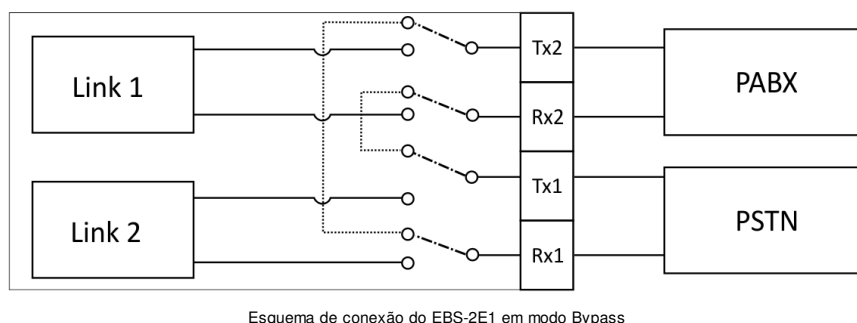 Link 1
Link 2
Tx2
Rx2
Tx1
Rx1
PABX
PSTN
Esquema de conexão do EBS-2E1 em modo Bypass